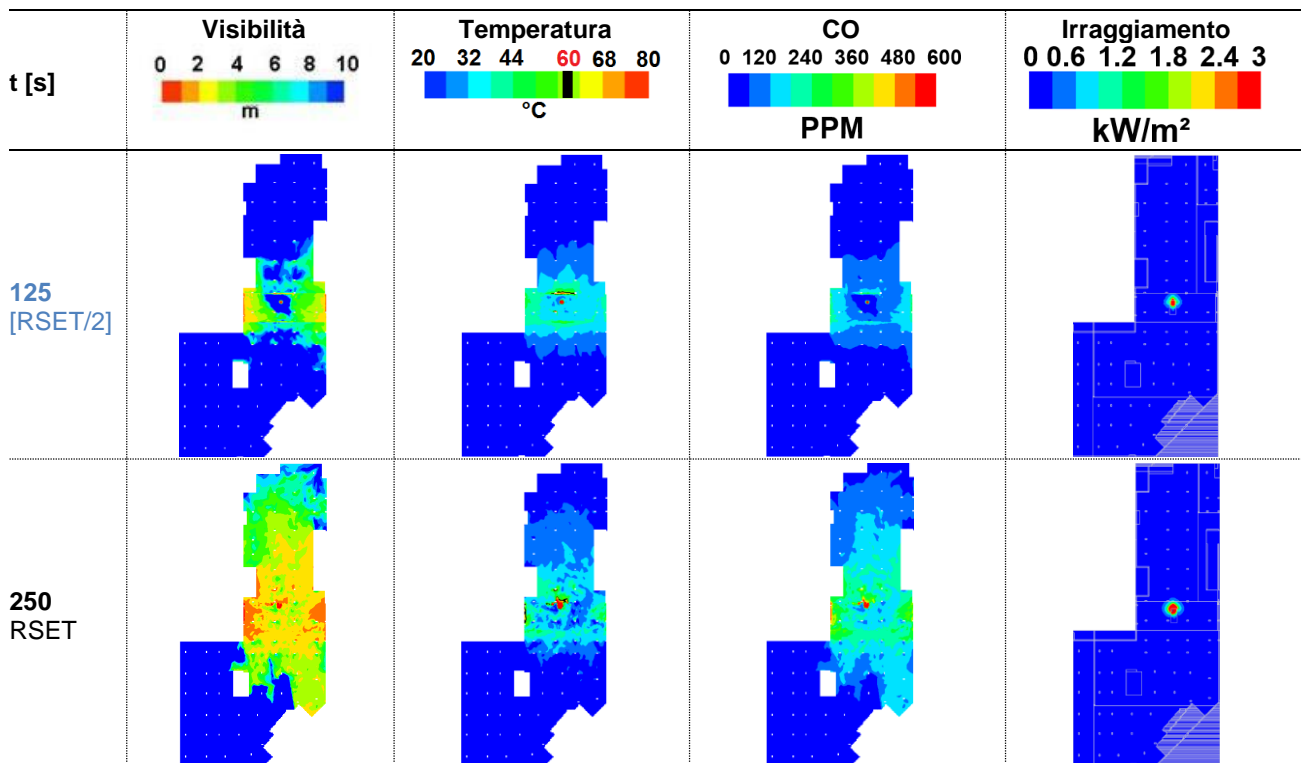 t [s]
Visibilità
0 2 4 6 8 10
m
Temperatura
20 32 44 60 68 80
°C
CO
0 120 240 360 480 600
PPM
Irraggiamento
0 0.6 1.2 1.8 2.4 3
kW/m²
125
[RSET/2]
250
RSET